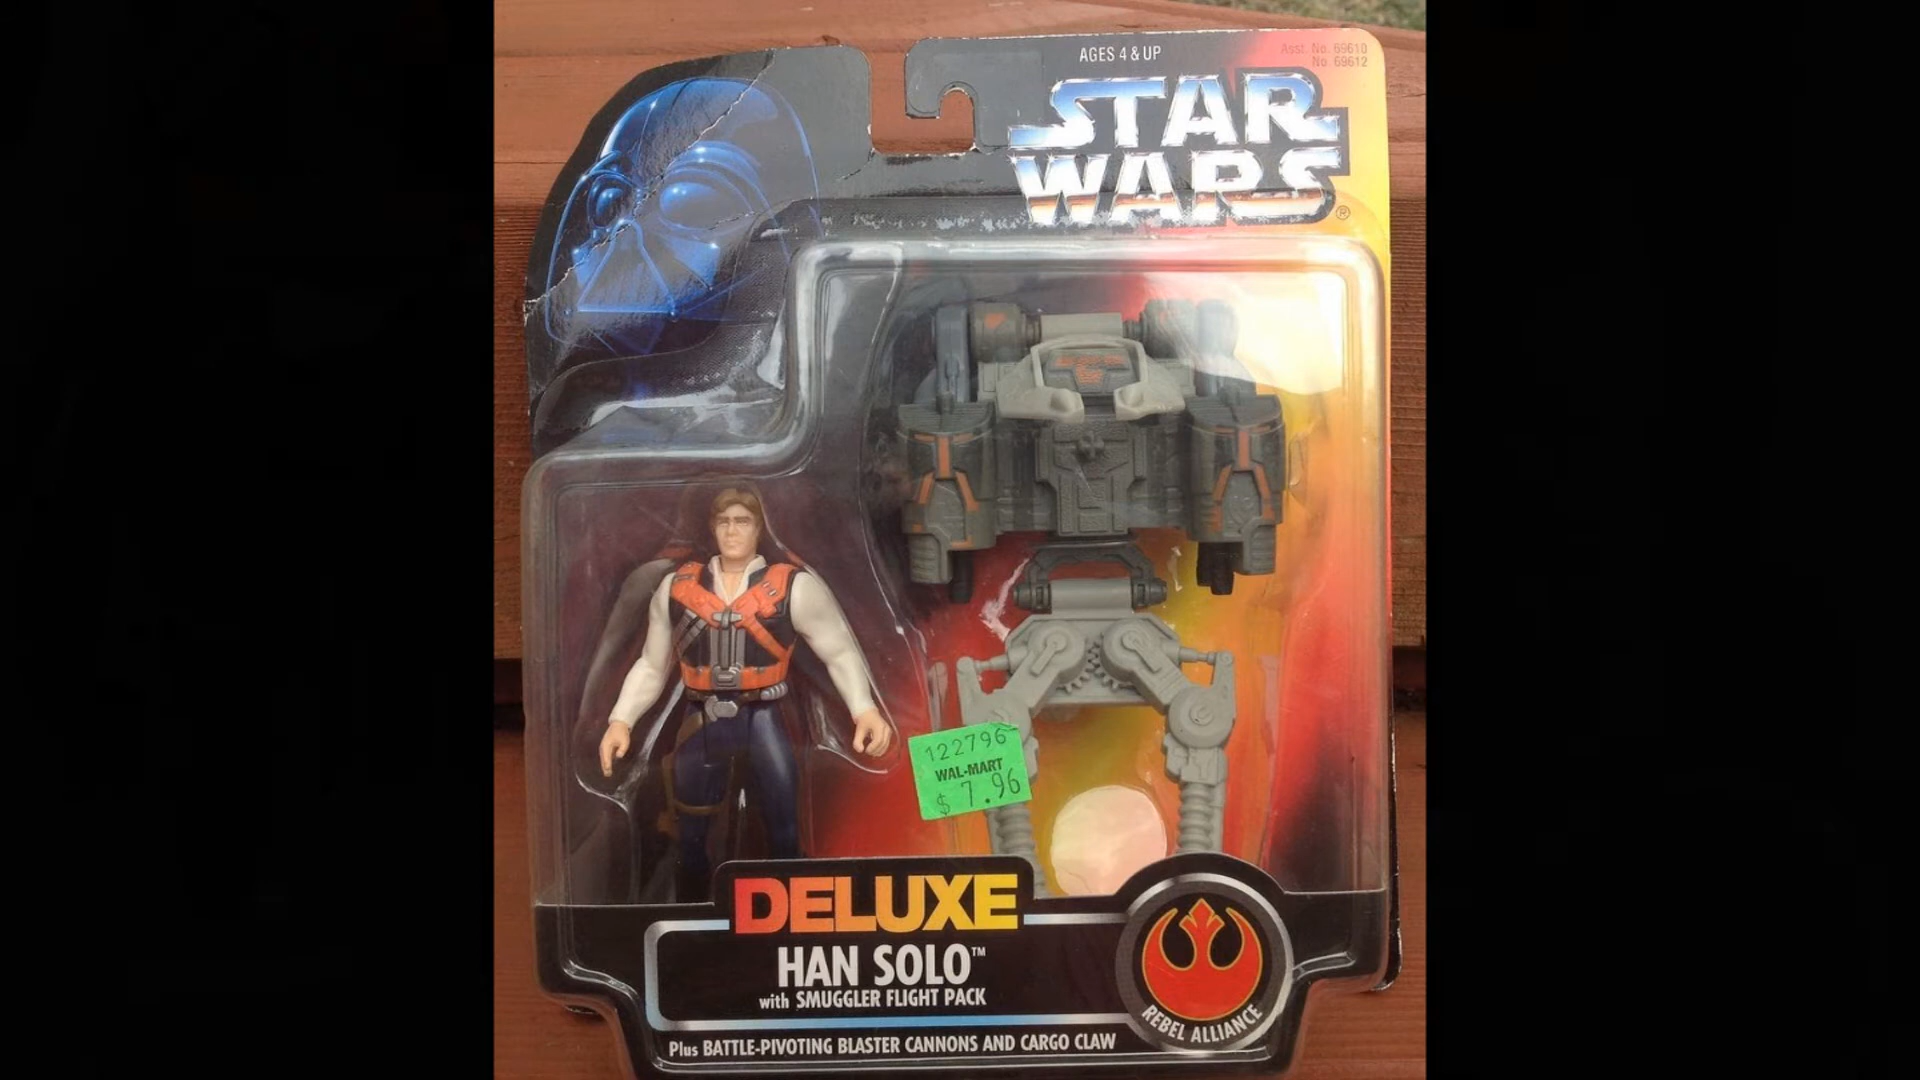 AGES 4 & UP
Asst. No. 69610
No. 69612
STAR
WARS®
122796
WAL-MART
$7.96
DELUXE
HAN SOLO™
with SMUGGLER FLIGHT PACK
REBEL ALLIANCE
Plus BATTLE-PIVOTING BLASTER CANNONS AND CARGO CLAW